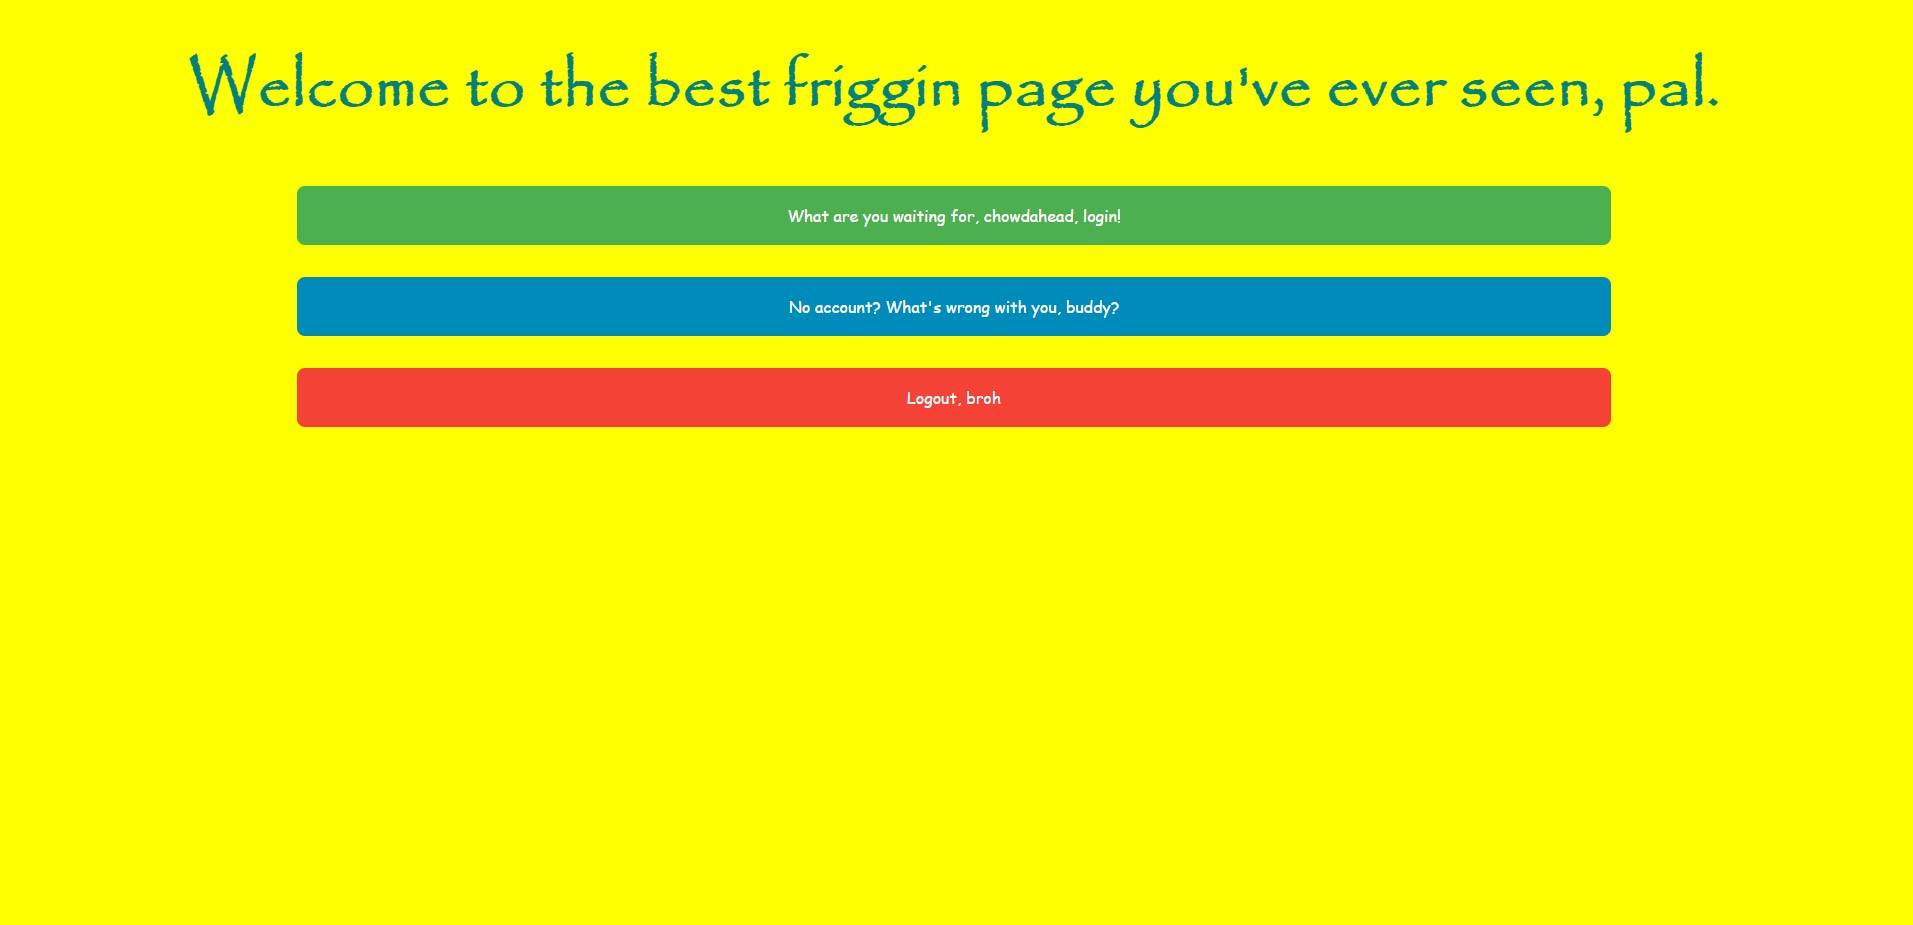 Welcome to the best friggin page you've ever seen, pal.
What are you waiting for, chowdahead, login!
No account? What's wrong with you, buddy?
Logout, broh